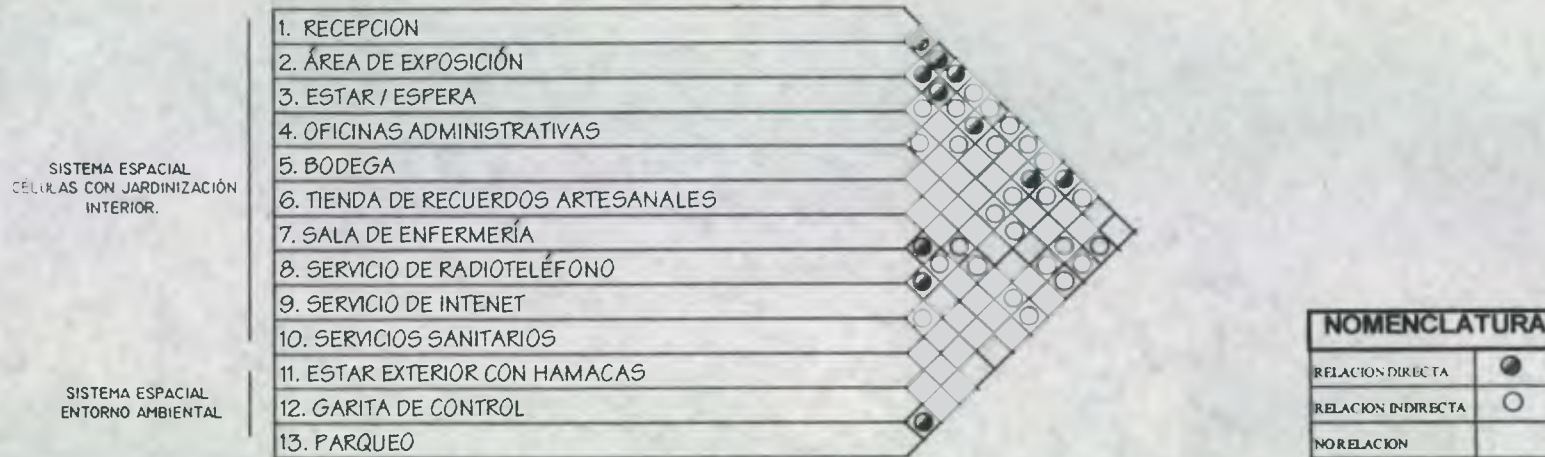 1. RECEPCION
2. ÁREA DE EXPOSICIÓN
3. ESTAR / ESPERA
4. OFICINAS ADMINISTRATIVAS
5. BODEGA
6. TIENDA DE RECUERDOS ARTESANALES
7. SALA DE ENFERMERÍA
8. SERVICIO DE RADIOTELÉFONO
9. SERVICIO DE INTENET
10. SERVICIOS SANITARIOS
11. ESTAR EXTERIOR CON HAMACAS
12. GARITA DE CONTROL
13. PARQUEO
SISTEMA ESPACIAL
CÉLULAS CON JARDINIZACIÓN
INTERIOR.
SISTEMA ESPACIAL
ENTORNO AMBIENTAL
NOMENCLATURA
RELACION DIRECTA
RELACION INDIRECTA
NO RELACION